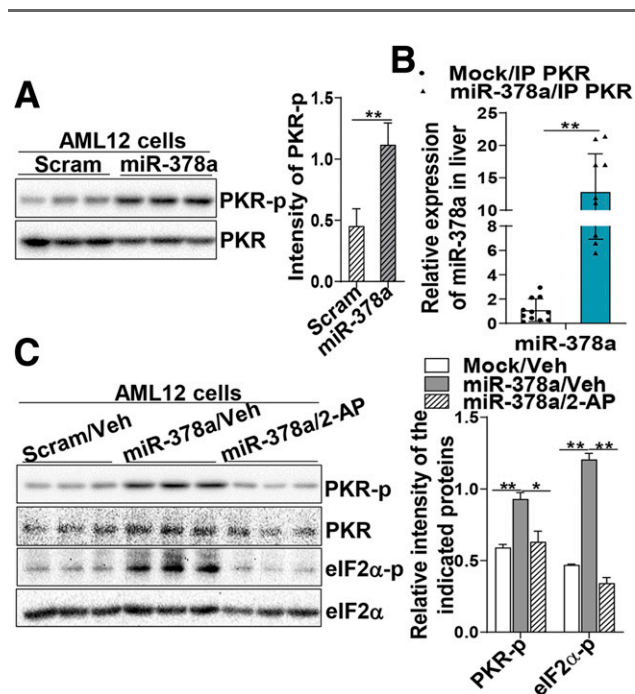 A
AML12 cells
Scram miR-378a
PKR-p
PKR
Intensity of PKR-p
1.5
1.0
0.5
0.0
**
Scram
miR-378a
B
Mock/IP PKR
miR-378a/IP PKR
Relative expression
of miR-378a in liver
25
20
15
10
8
6
4
2
0
**
miR-378a
C
AML12 cells
Scram/Veh
miR-378a/Veh
miR-378a/2-AP
PKR-p
PKR
eIF2α-p
eIF2α
Mock/Veh
miR-378a/Veh
miR-378a/2-AP
Relative intensity of the
indicated proteins
1.5
1.0
0.5
0.0
** *
** **
PKR-p
eIF2α-p